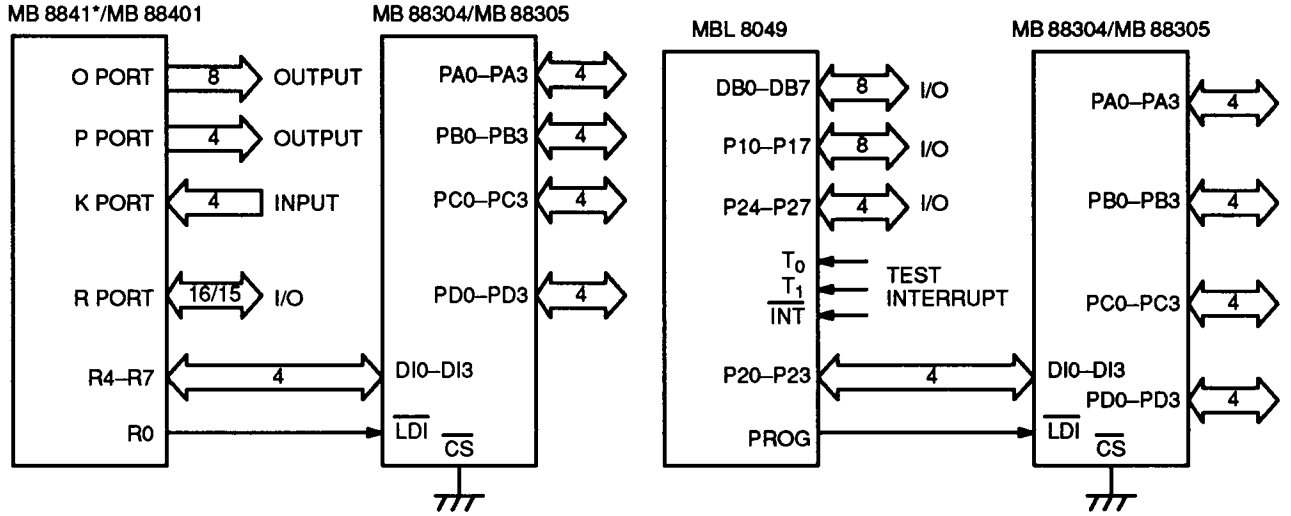 MB 8841*/MB 88401
O PORT 8 OUTPUT
P PORT 4 OUTPUT
K PORT 4 INPUT
R PORT 16/15 I/O
R4–R7 4
R0
MB 88304/MB 88305
PA0–PA3 4
PB0–PB3 4
PC0–PC3 4
PD0–PD3 4
DI0–DI3
LDI
CS
MBL 8049
DB0–DB7 8 I/O
P10–P17 8 I/O
P24–P27 4 I/O
T0
T1
INT
TEST
INTERRUPT
P20–P23 4
PROG
MB 88304/MB 88305
PA0–PA3 4
PB0–PB3 4
PC0–PC3 4
DI0–DI3
PD0–PD3 4
LDI
CS